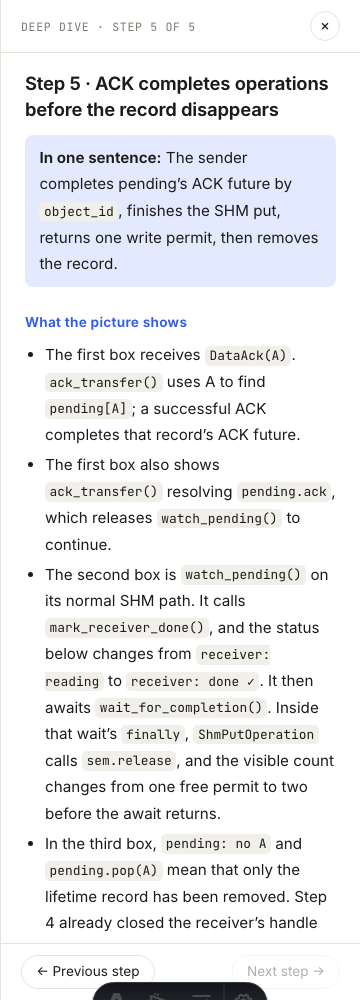 DEEP DIVE · STEP 5 OF 5
×
Step 5 · ACK completes operations
before the record disappears
In one sentence: The sender
completes pending’s ACK future by
object_id, finishes the SHM put,
returns one write permit, then removes
the record.
What the picture shows
• The first box receives DataAck(A).
ack_transfer() uses A to find
pending[A]; a successful ACK
completes that record’s ACK future.
• The first box also shows
ack_transfer() resolving pending.ack,
which releases watch_pending() to
continue.
• The second box is watch_pending() on
its normal SHM path. It calls
mark_receiver_done(), and the status
below changes from receiver:
reading to receiver: done ✓. It then
awaits wait_for_completion(). Inside
that wait’s finally, ShmPutOperation
calls sem.release, and the visible count
changes from one free permit to two
before the await returns.
• In the third box, pending: no A and
pending.pop(A) mean that only the
lifetime record has been removed. Step
4 already closed the receiver’s handle
← Previous step
Next step →